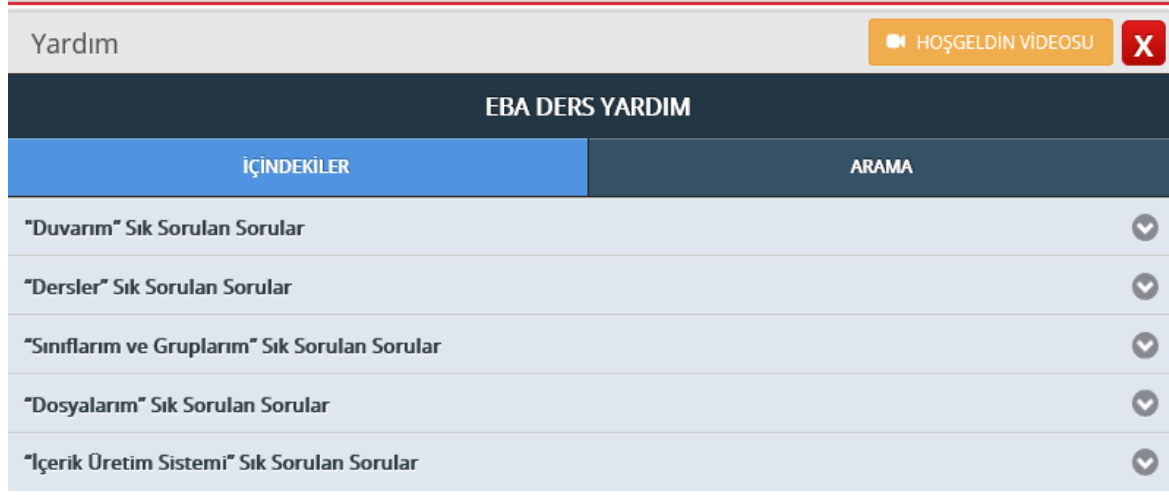 Yardım
HOŞGELDİN VİDEOSU
X
EBA DERS YARDIM
İÇİNDEKİLER
ARAMA
"Duvarım” Sık Sorulan Sorular
“Dersler” Sık Sorulan Sorular
“Sınıflarım ve Gruplarım” Sık Sorulan Sorular
“Dosyalarım” Sık Sorulan Sorular
“İçerik Üretim Sistemi” Sık Sorulan Sorular